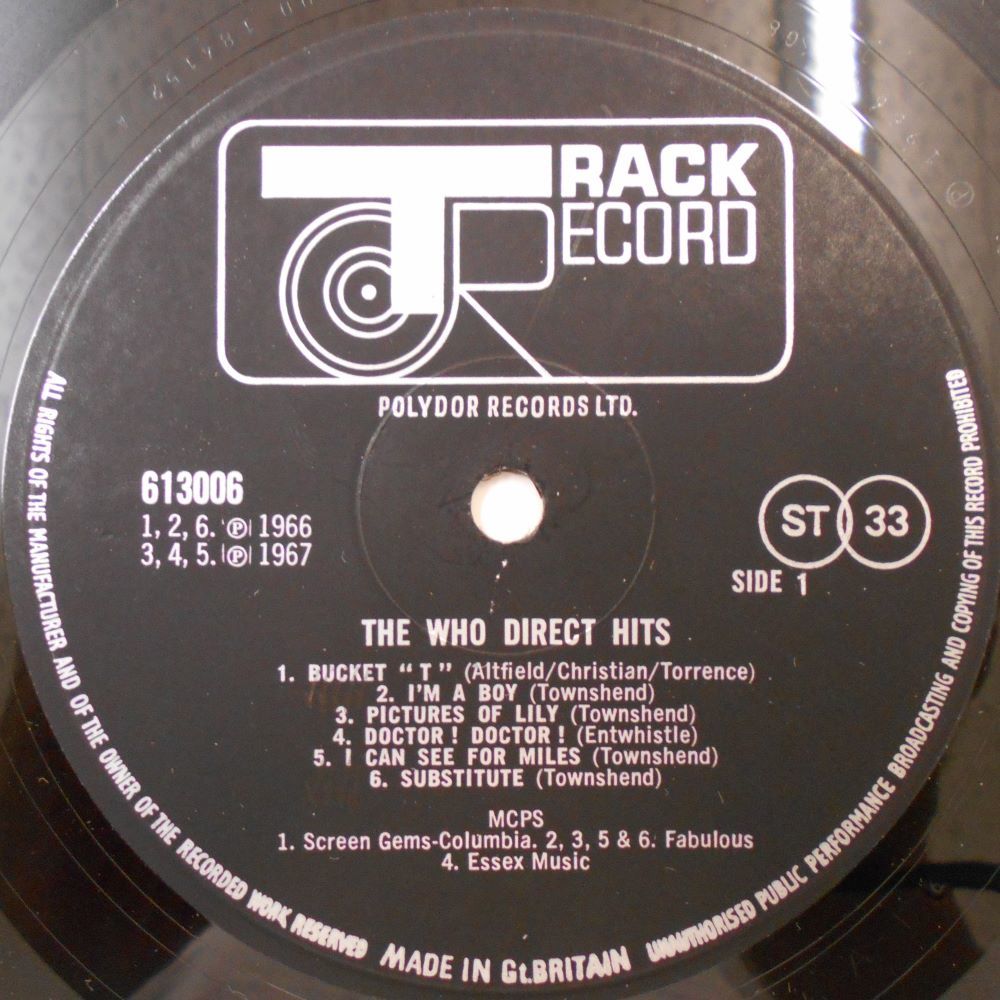 TRACK
RECORD
POLYDOR RECORDS LTD.
613006
1, 2, 6. ℗ 1966
3, 4, 5. ℗ 1967
ST 33
SIDE 1
THE WHO DIRECT HITS
1. BUCKET “T” (Altfield/Christian/Torrence)
2. I'M A BOY (Townshend)
3. PICTURES OF LILY (Townshend)
4. DOCTOR! DOCTOR! (Entwhistle)
5. I CAN SEE FOR MILES (Townshend)
6. SUBSTITUTE (Townshend)
MCPS
1. Screen Gems-Columbia. 2, 3, 5 & 6. Fabulous
4. Essex Music
ALL RIGHTS OF THE MANUFACTURER AND OF THE OWNER OF THE RECORDED WORK RESERVED
MADE IN Gt.BRITAIN
UNAUTHORISED PUBLIC PERFORMANCE BROADCASTING AND COPYING OF THIS RECORD PROHIBITED